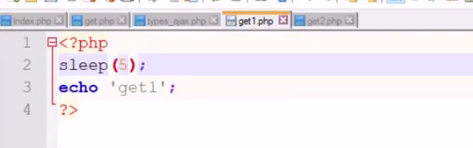 index.php get.php types_ajax.php get1.php get2.php
1 <?php
2 sleep(5);
3 echo 'get1';
4 ?>